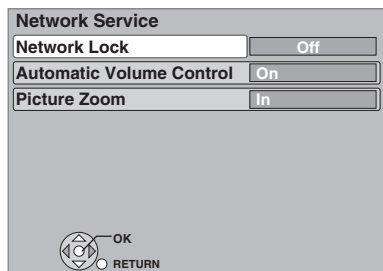 Network Service
Network Lock Off
Automatic Volume Control On
Picture Zoom In
OK
RETURN